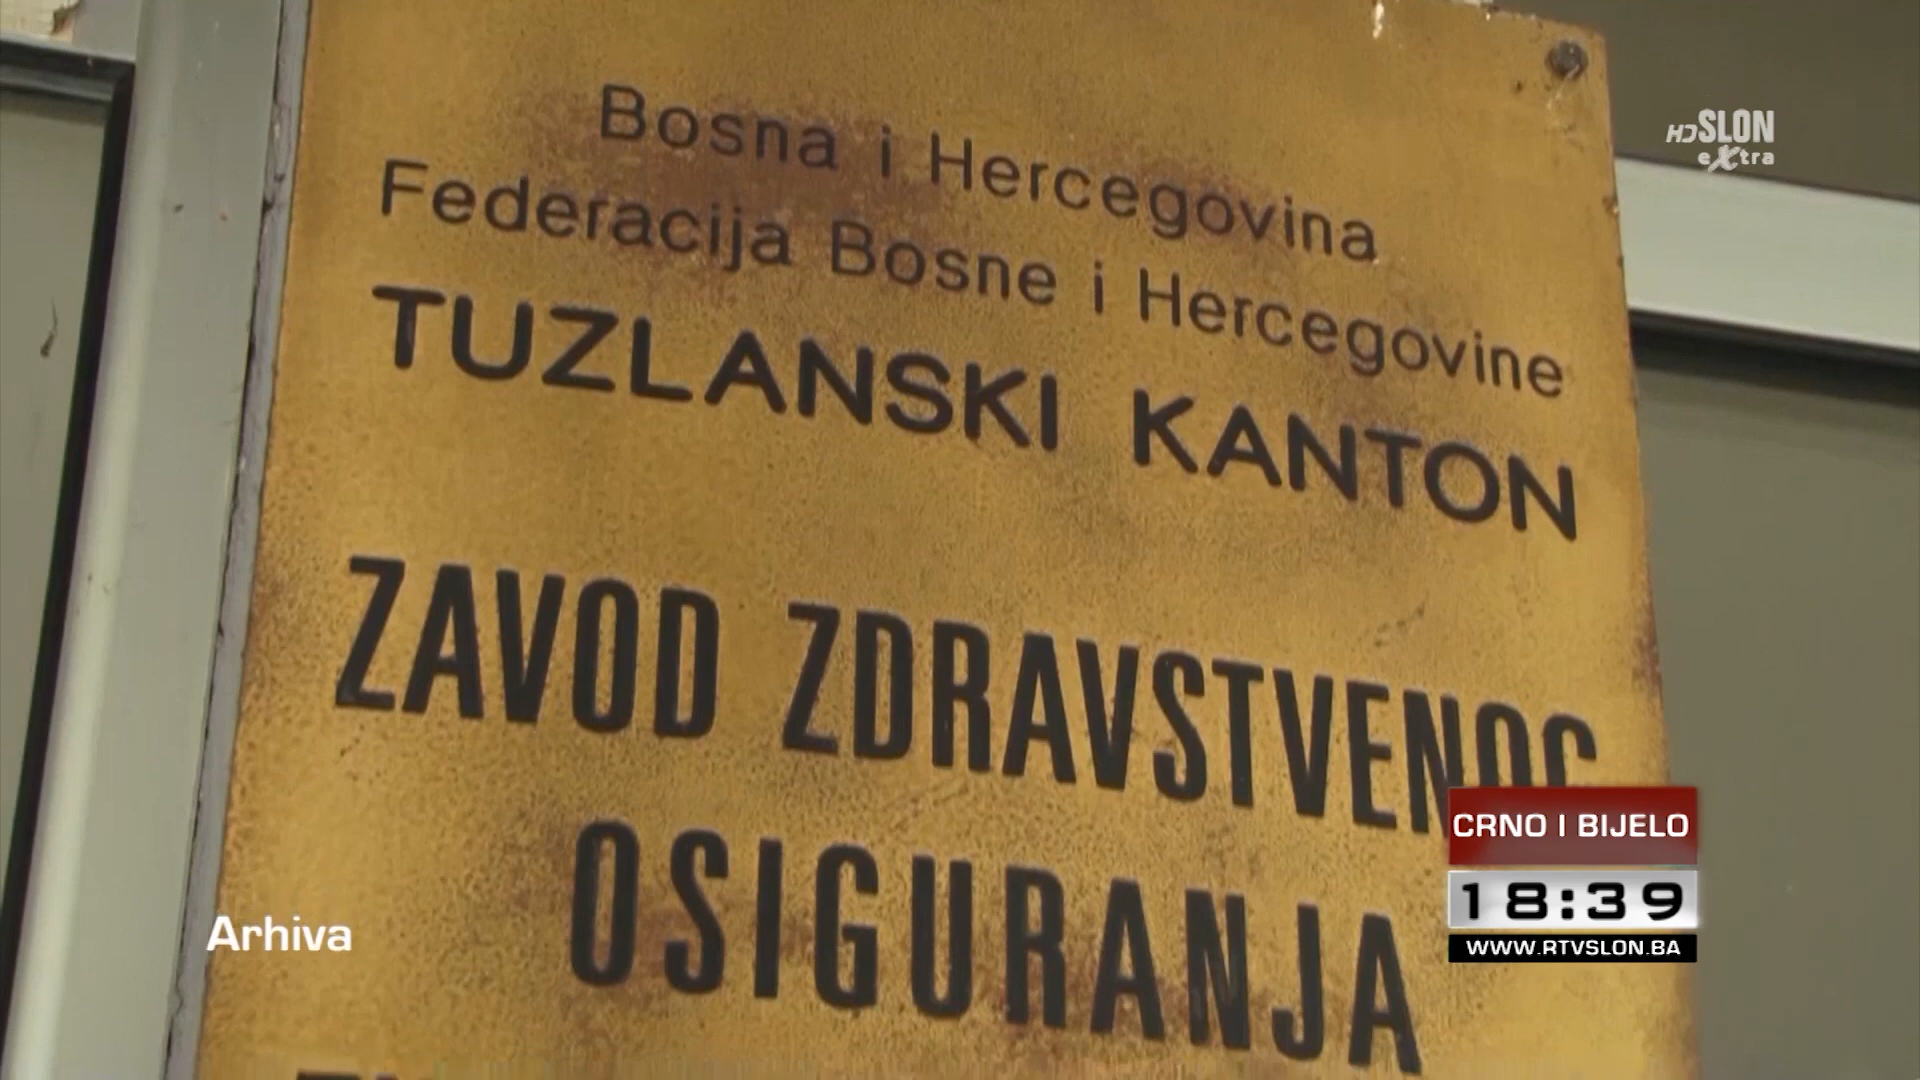 Bosna i Hercegovina
Federacija Bosne i Hercegovine
TUZLANSKI KANTON
ZAVOD ZDRAVSTVENOG
OSIGURANJA
HD SLON
eXtra
CRNO I BIJELO
18:39
WWW.RTVSLON.BA
Arhiva